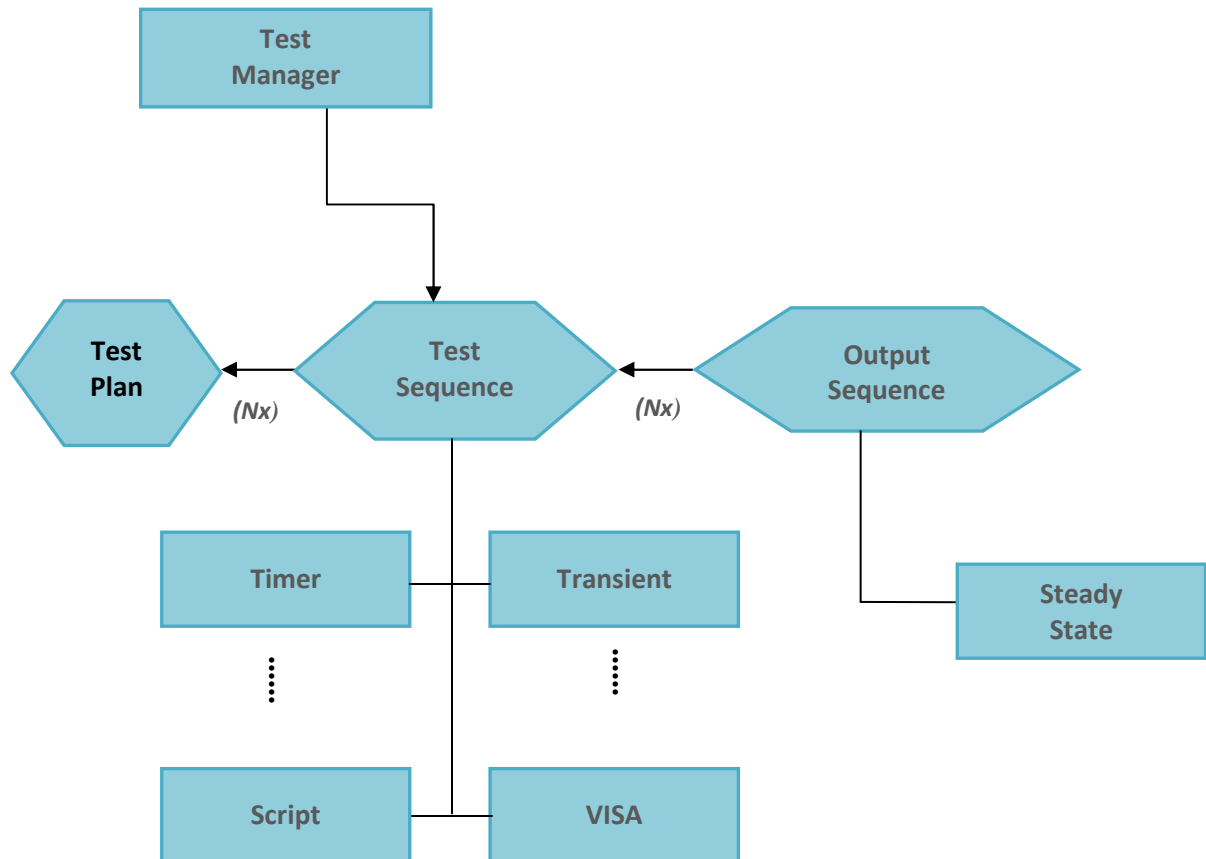 Test
Manager
Test
Plan
Test
Sequence
Output
Sequence
(Nx)
(Nx)
Timer
Transient
Steady
State
Script
VISA